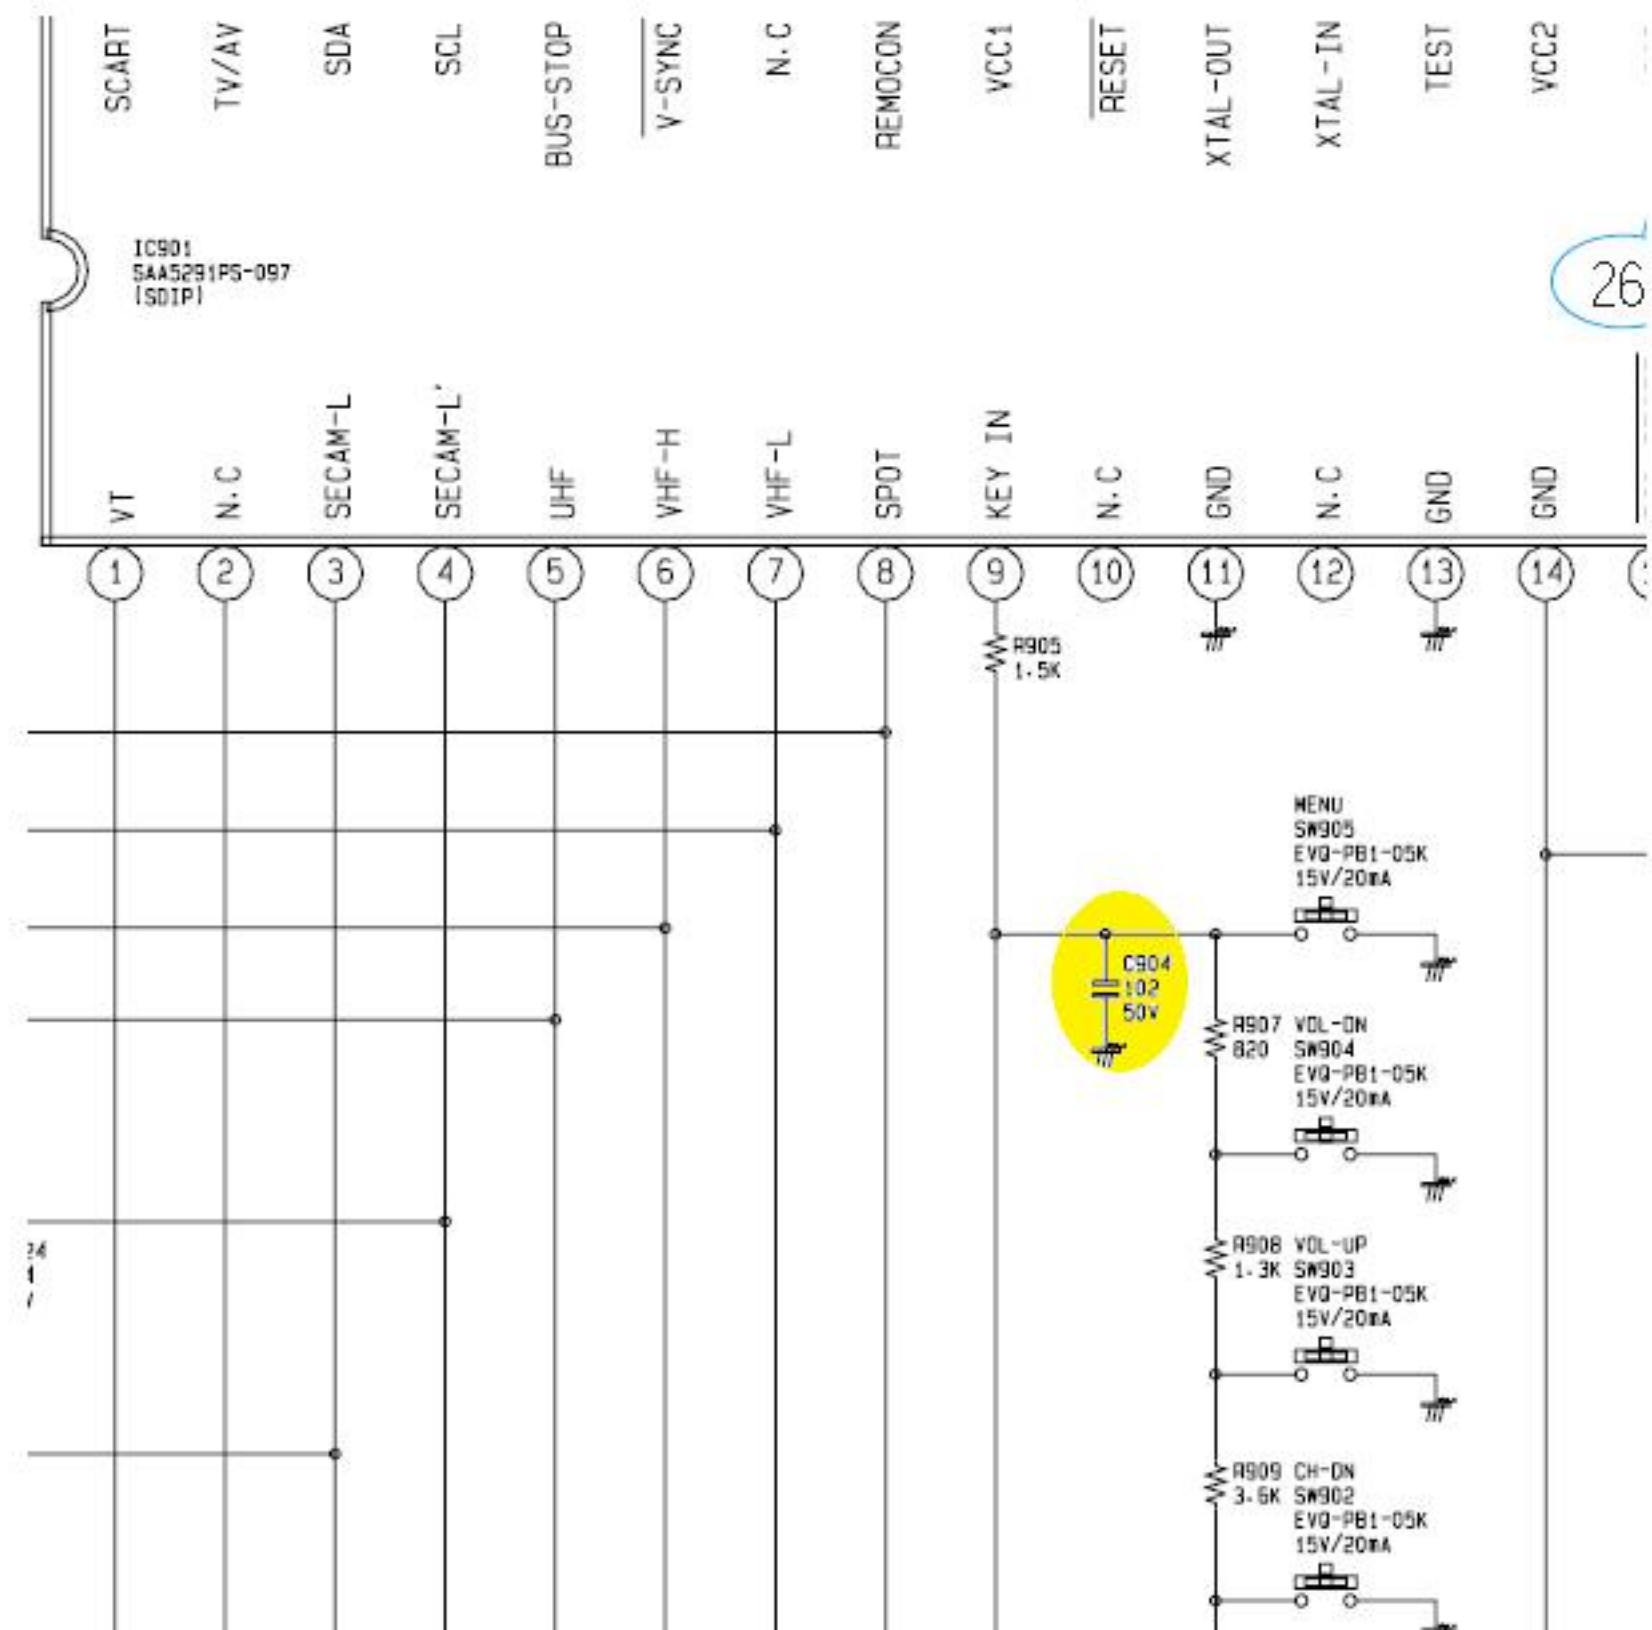 SCART
TV/AV
SDA
SCL
BUS-STOP
V-SYNC
N.C
REMOCON
VCC1
RESET
XTAL-OUT
XTAL-IN
TEST
VCC2
IC901
SAA5291PS-097
(SDIP)
26
VT
N.C
SECAM-L
SECAM-L'
UHF
VHF-H
VHF-L
SPOT
KEY IN
N.C
GND
N.C
GND
GND
1
2
3
4
5
6
7
8
9
10
11
12
13
14
R905
1.5K
MENU
SW905
EVQ-PB1-05K
15V/20mA
C904
102
50V
R907
820
VOL-DN
SW904
EVQ-PB1-05K
15V/20mA
24
R908
1.3K
VOL-UP
SW903
EVQ-PB1-05K
15V/20mA
R909
3.6K
CH-DN
SW902
EVQ-PB1-05K
15V/20mA